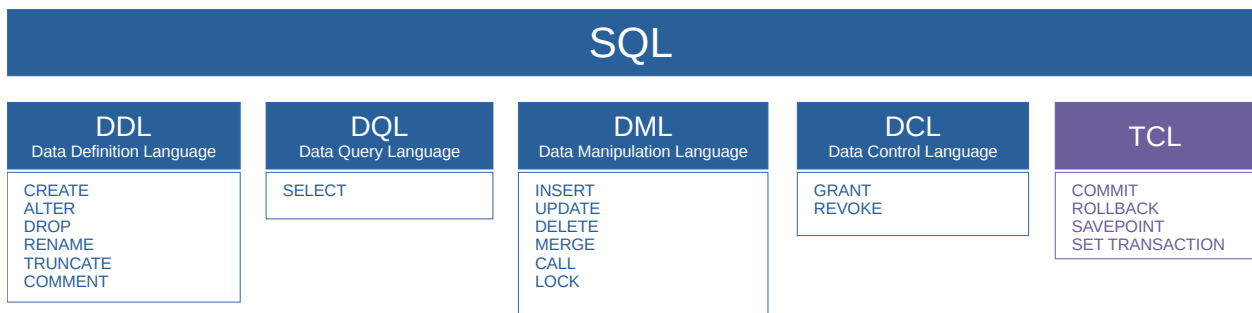 SQL
DDL
Data Definition Language
CREATE
ALTER
DROP
RENAME
TRUNCATE
COMMENT
DQL
Data Query Language
SELECT
DML
Data Manipulation Language
INSERT
UPDATE
DELETE
MERGE
CALL
LOCK
DCL
Data Control Language
GRANT
REVOKE
TCL
COMMIT
ROLLBACK
SAVEPOINT
SET TRANSACTION